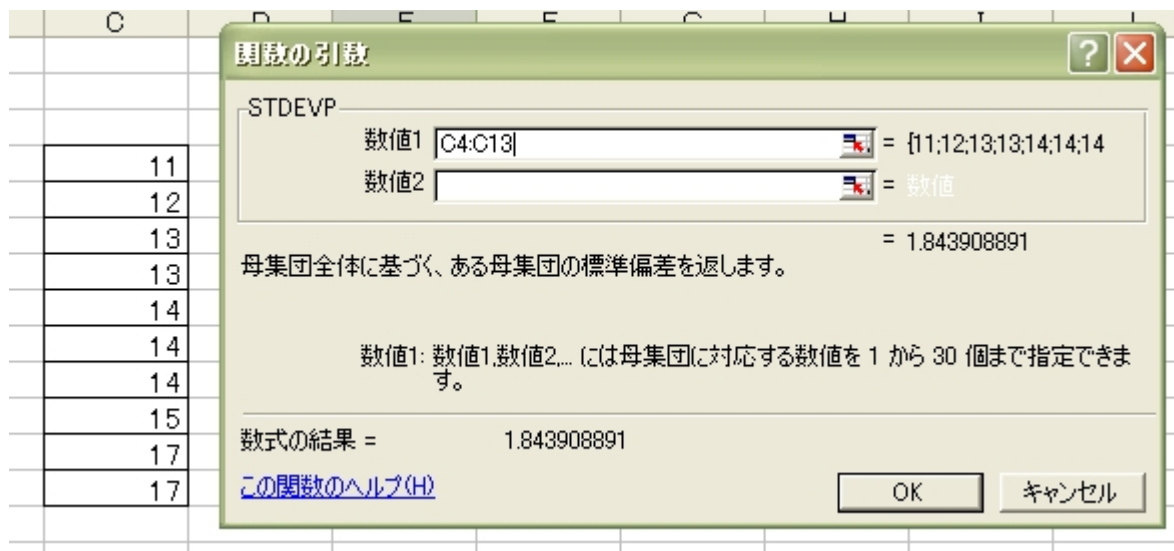 C
関数の引数
?
STDEVP
数値1 C4:C13 = {11;12;13;13;14;14;14
数値2 = 数値
= 1.843908891
母集団全体に基づく、ある母集団の標準偏差を返します。
数値1: 数値1,数値2,... には母集団に対応する数値を 1 から 30 個まで指定できま
す。
数式の結果 = 1.843908891
この関数のヘルプ(H)
OK キャンセル
11
12
13
13
14
14
14
15
17
17